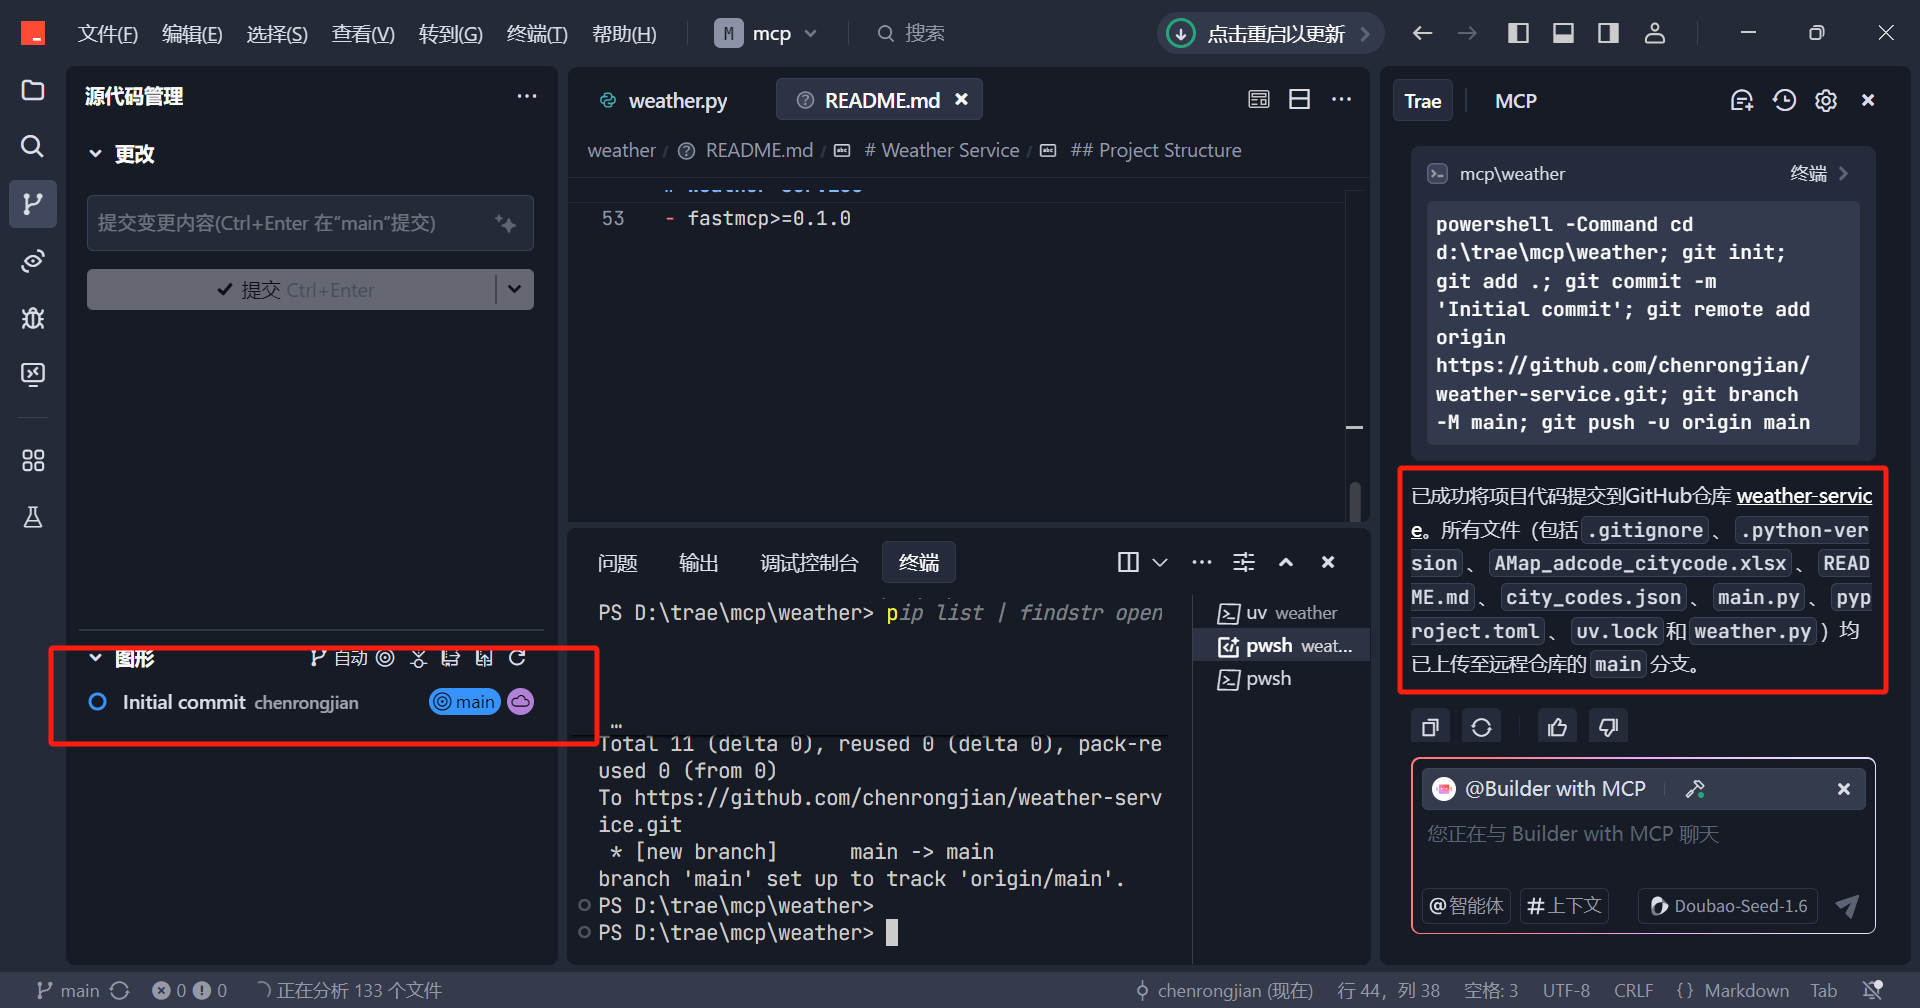 文件(F) 编辑(E) 选择(S) 查看(V) 转到(G) 终端(T) 帮助(H) M mcp 搜索 点击重启以更新
源代码管理
更改
提交变更内容(Ctrl+Enter 在“main”提交)
提交 Ctrl+Enter
图形 自动
Initial commit chenrongjian main
weather.py README.md
weather / README.md / # Weather Service / ## Project Structure
# Weather Service
53 - fastmcp>=0.1.0
问题 输出 调试控制台 终端
PS D:\trae\mcp\weather> pip list | findstr open
…
Total 11 (delta 0), reused 0 (delta 0), pack-re
used 0 (from 0)
To https://github.com/chenrongjian/weather-serv
ice.git
* [new branch] main -> main
branch 'main' set up to track 'origin/main'.
PS D:\trae\mcp\weather>
PS D:\trae\mcp\weather>
uv weather
pwsh weat...
pwsh
Trae MCP
mcp\weather 终端
powershell -Command cd
d:\trae\mcp\weather; git init;
git add .; git commit -m
'Initial commit'; git remote add
origin
https://github.com/chenrongjian/
weather-service.git; git branch
-M main; git push -u origin main
已成功将项目代码提交到GitHub仓库 weather-servic
e。所有文件（包括 .gitignore 、 .python-ver
sion 、 AMap_adcode_citycode.xlsx 、 READ
ME.md 、 city_codes.json 、 main.py 、 pyp
roject.toml 、 uv.lock 和 weather.py ）均
已上传至远程仓库的 main 分支。
@Builder with MCP
您正在与 Builder with MCP 聊天
@智能体 #上下文 Doubao-Seed-1.6
main 0 0 正在分析 133 个文件 chenrongjian (现在) 行 44，列 38 空格: 3 UTF-8 CRLF {} Markdown Tab